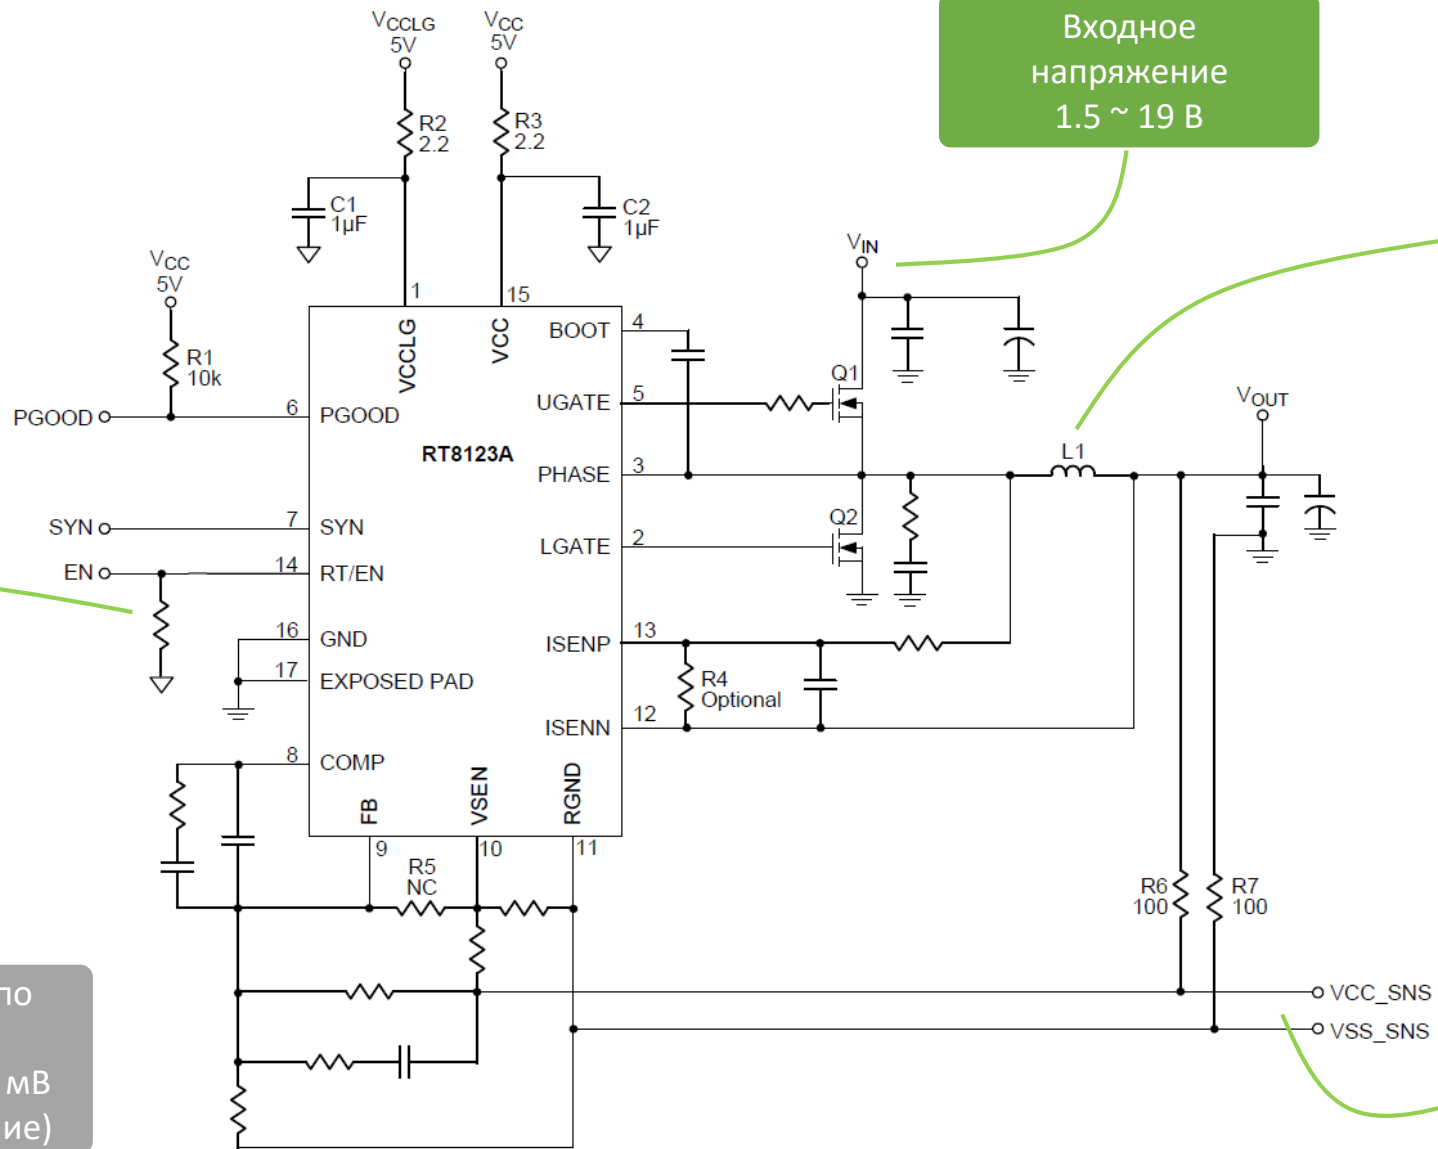 VCCLG
5V
VCC
5V
Входное
напряжение
1.5 ~ 19 В
R2
2.2
R3
2.2
C1
1µF
C2
1µF
VIN
VCC
5V
1
15
VCCLG
VCC
BOOT
4
R1
10k
Q1
UGATE
5
VOUT
PGOOD
6
PGOOD
RT8123A
L1
PHASE
3
Q2
SYN
7
SYN
LGATE
2
EN
14
RT/EN
16
GND
ISENP
13
17
EXPOSED PAD
R4
Optional
ISENN
12
8
COMP
FB
VSEN
RGND
9
10
11
R5
NC
R6
100
R7
100
по
VCC_SNS
VSS_SNS
мВ
ие)